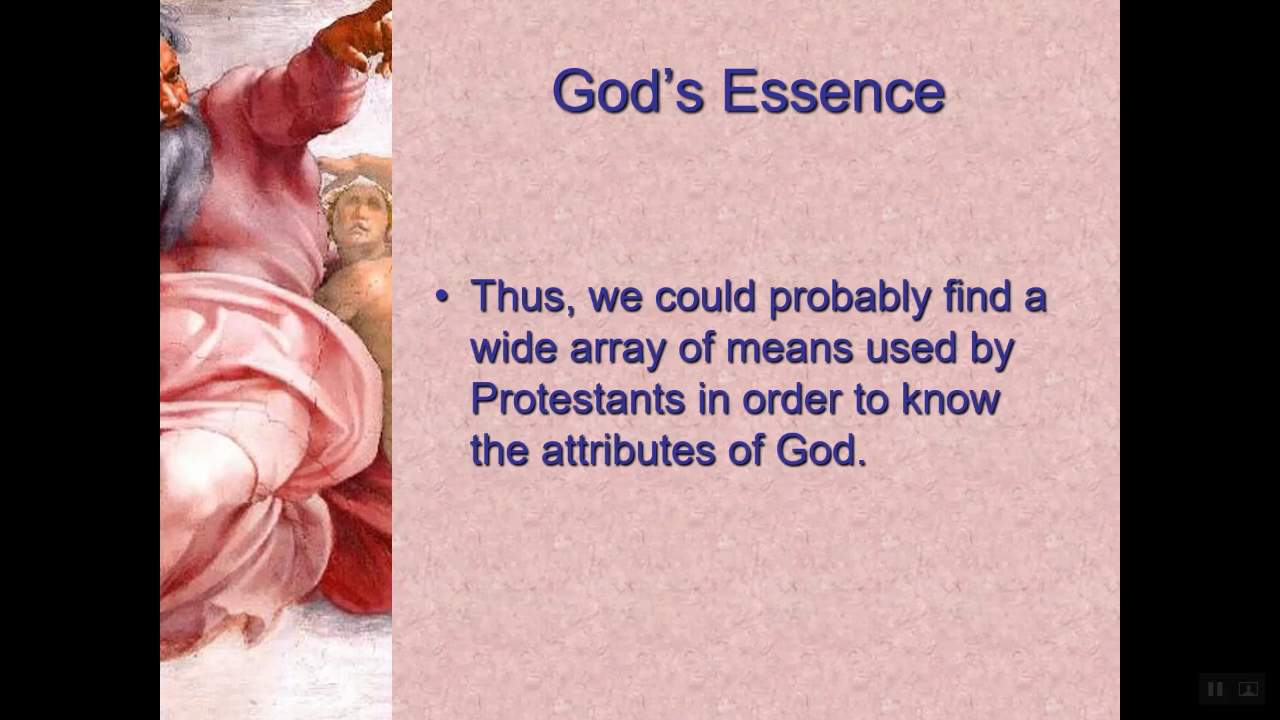 God’s Essence
• Thus, we could probably find a
wide array of means used by
Protestants in order to know
the attributes of God.